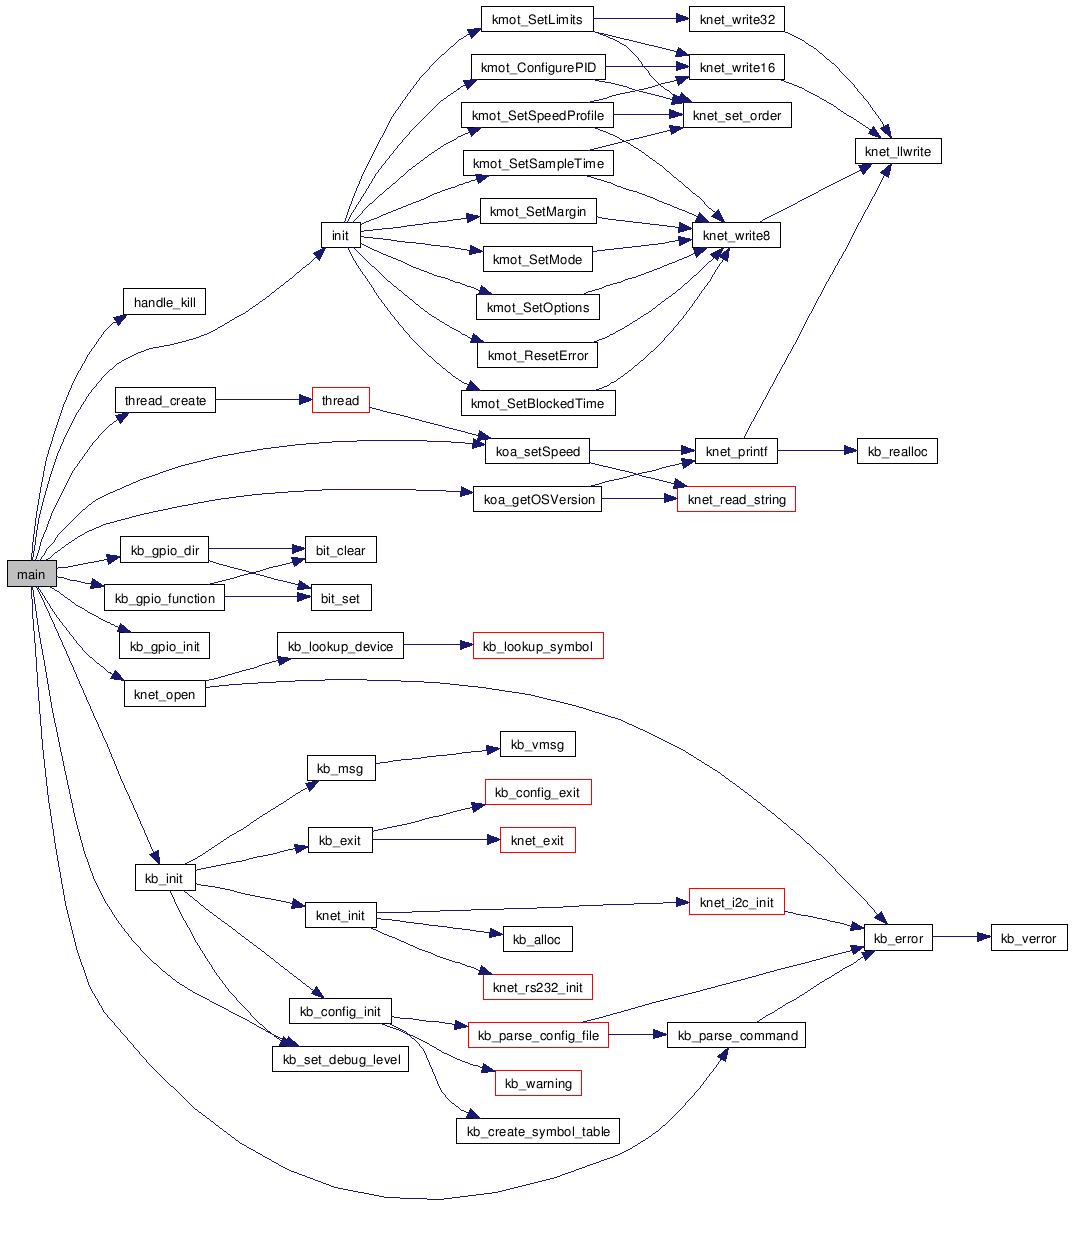 kmot_SetLimits
knet_write32
kmot_ConfigurePID
knet_write16
kmot_SetSpeedProfile
knet_set_order
kmot_SetSampleTime
knet_llwrite
kmot_SetMargin
init
knet_write8
kmot_SetMode
handle_kill
kmot_SetOptions
kmot_ResetError
thread_create
thread
kmot_SetBlockedTime
koa_setSpeed
knet_printf
kb_realloc
koa_getOSVersion
knet_read_string
kb_gpio_dir
bit_clear
main
kb_gpio_function
bit_set
kb_gpio_init
kb_lookup_device
kb_lookup_symbol
knet_open
kb_msg
kb_vmsg
kb_config_exit
kb_exit
knet_exit
kb_init
knet_init
knet_i2c_init
kb_alloc
kb_error
kb_verror
knet_rs232_init
kb_config_init
kb_parse_config_file
kb_parse_command
kb_set_debug_level
kb_warning
kb_create_symbol_table